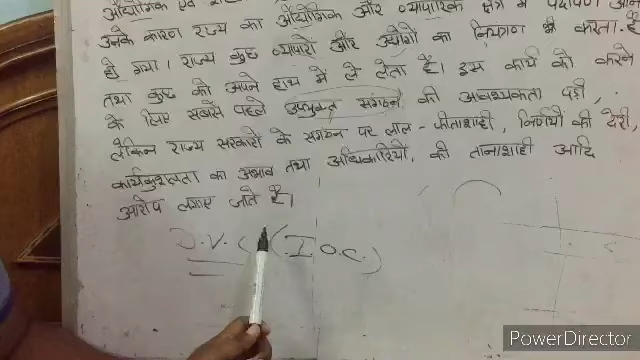 औद्योगिक एवं
उनके कारण राज्य का औद्योगिक और व्यापारिक क्षेत्र में पदार्पण
हो गया। राज्य कुछ व्यापारों और उद्योगों का नियंत्रण भी करता है
तथा कुछ को अपने हाथ में ले लेता है। इस कार्य को करने
के लिए सबसे पहले उपयुक्त संगठन की आवश्यकता पड़ी,
लेकिन राज्य सरकारों के संगठन पर लाल-फीताशाही, निर्णयों की देरी,
कार्यकुशलता का अभाव तथा अधिकारियों, की तानाशाही आदि
आरोप लगाए जाते हैं।
D.V.C (I.O.C.)
PowerDirector